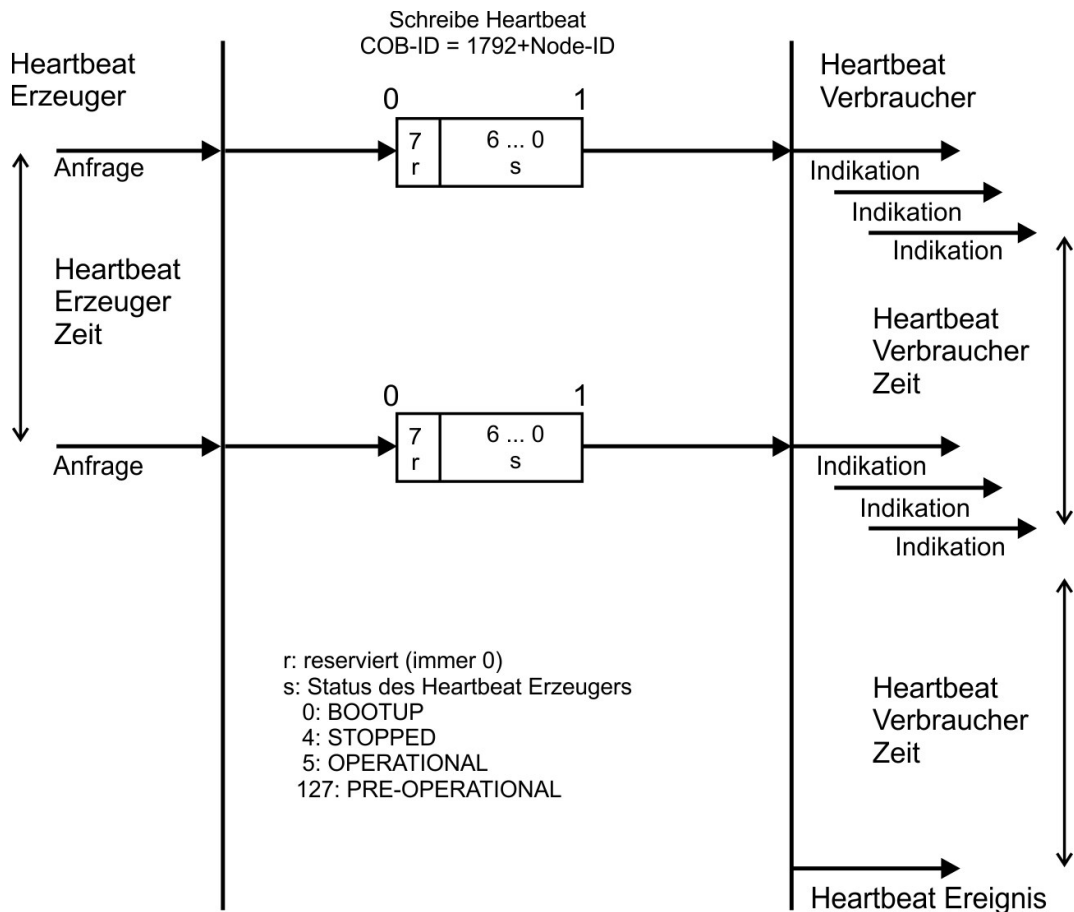 Schreibe Heartbeat
COB-ID = 1792+Node-ID
Heartbeat
Erzeuger
Heartbeat
Verbraucher
0 1
7 6 ... 0
r s
Anfrage
Indikation
Indikation
Indikation
Heartbeat
Erzeuger
Zeit
Heartbeat
Verbraucher
Zeit
0 1
7 6 ... 0
r s
Anfrage
Indikation
Indikation
Indikation
r: reserviert (immer 0)
s: Status des Heartbeat Erzeugers
0: BOOTUP
4: STOPPED
5: OPERATIONAL
127: PRE-OPERATIONAL
Heartbeat
Verbraucher
Zeit
Heartbeat Ereignis